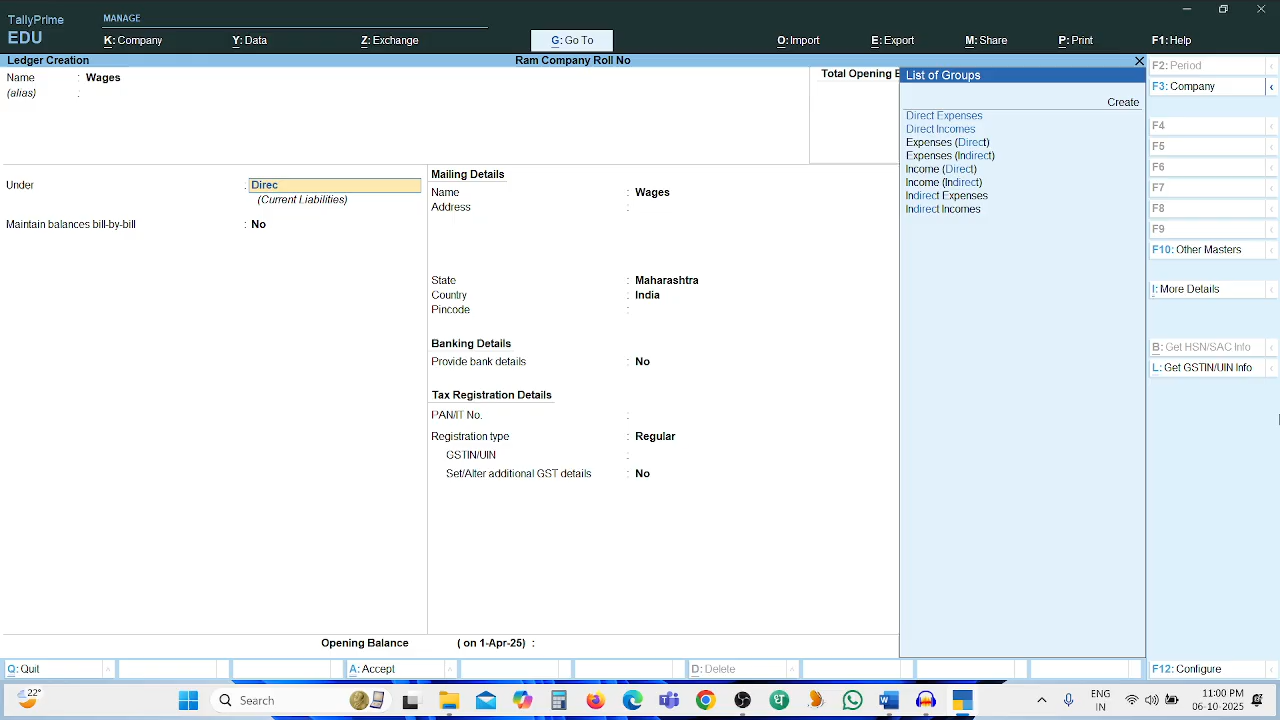 TallyPrime
EDU
MANAGE
K: Company
Y: Data
Z: Exchange
G: Go To
O: Import
E: Export
M: Share
P: Print
F1: Help
Ledger Creation
Ram Company Roll No
Name : Wages
(alias) :
Total Opening B
Under : Direc
(Current Liabilities)
Maintain balances bill-by-bill : No
Mailing Details
Name : Wages
Address :
State : Maharashtra
Country : India
Pincode :
Banking Details
Provide bank details : No
Tax Registration Details
PAN/IT No. :
Registration type : Regular
GSTIN/UIN :
Set/Alter additional GST details : No
Opening Balance ( on 1-Apr-25) :
List of Groups
Create
Direct Expenses
Direct Incomes
Expenses (Direct)
Expenses (Indirect)
Income (Direct)
Income (Indirect)
Indirect Expenses
Indirect Incomes
F2: Period
F3: Company
F4
F5
F6
F7
F8
F9
F10: Other Masters
I: More Details
B: Get HSN/SAC Info
L: Get GSTIN/UIN Info
Q: Quit
A: Accept
D: Delete
F12: Configure
22°
Search
ENG
IN
11:00 PM
06-10-2025